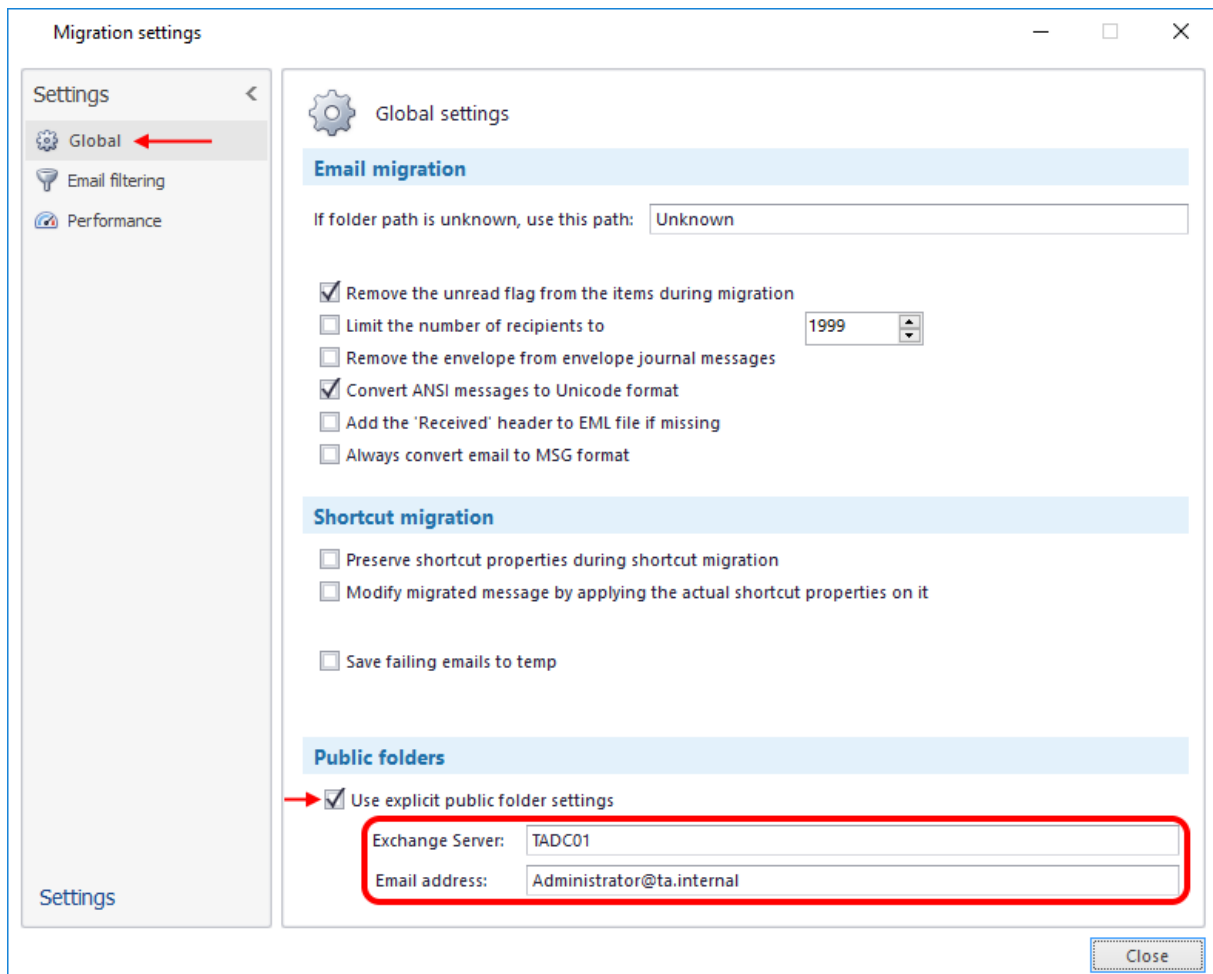 Migration settings
Settings
Global
Email filtering
Performance
Settings
Global settings
Email migration
If folder path is unknown, use this path: Unknown
Remove the unread flag from the items during migration
Limit the number of recipients to 1999
Remove the envelope from envelope journal messages
Convert ANSI messages to Unicode format
Add the 'Received' header to EML file if missing
Always convert email to MSG format
Shortcut migration
Preserve shortcut properties during shortcut migration
Modify migrated message by applying the actual shortcut properties on it
Save failing emails to temp
Public folders
Use explicit public folder settings
Exchange Server: TADC01
Email address: Administrator@ta.internal
Close